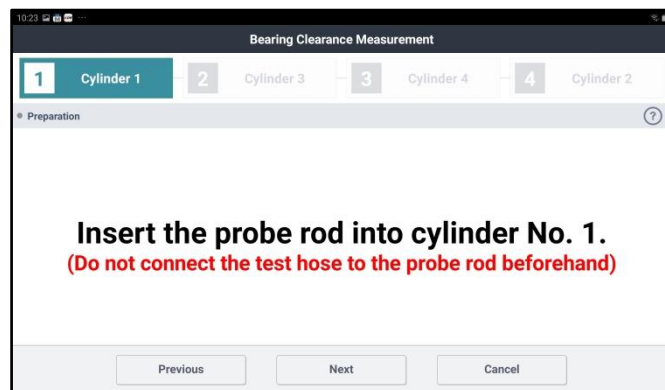 10:23
Bearing Clearance Measurement
1 Cylinder 1 2 Cylinder 3 3 Cylinder 4 4 Cylinder 2
Preparation ?
Insert the probe rod into cylinder No. 1.
(Do not connect the test hose to the probe rod beforehand)
Previous Next Cancel